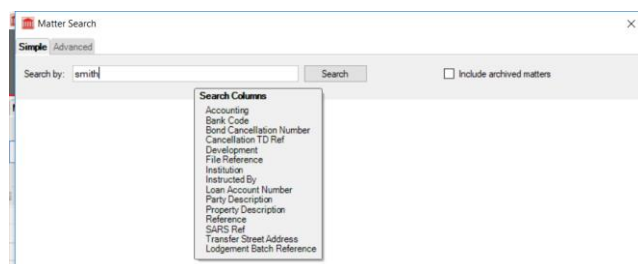 Matter Search
Simple Advanced
Search by: smith Search Include archived matters
Search Columns
Accounting
Bank Code
Bond Cancellation Number
Cancellation TD Ref
Development
File Reference
Institution
Instructed By
Loan Account Number
Party Description
Property Description
Reference
SARS Ref
Transfer Street Address
Lodgement Batch Reference